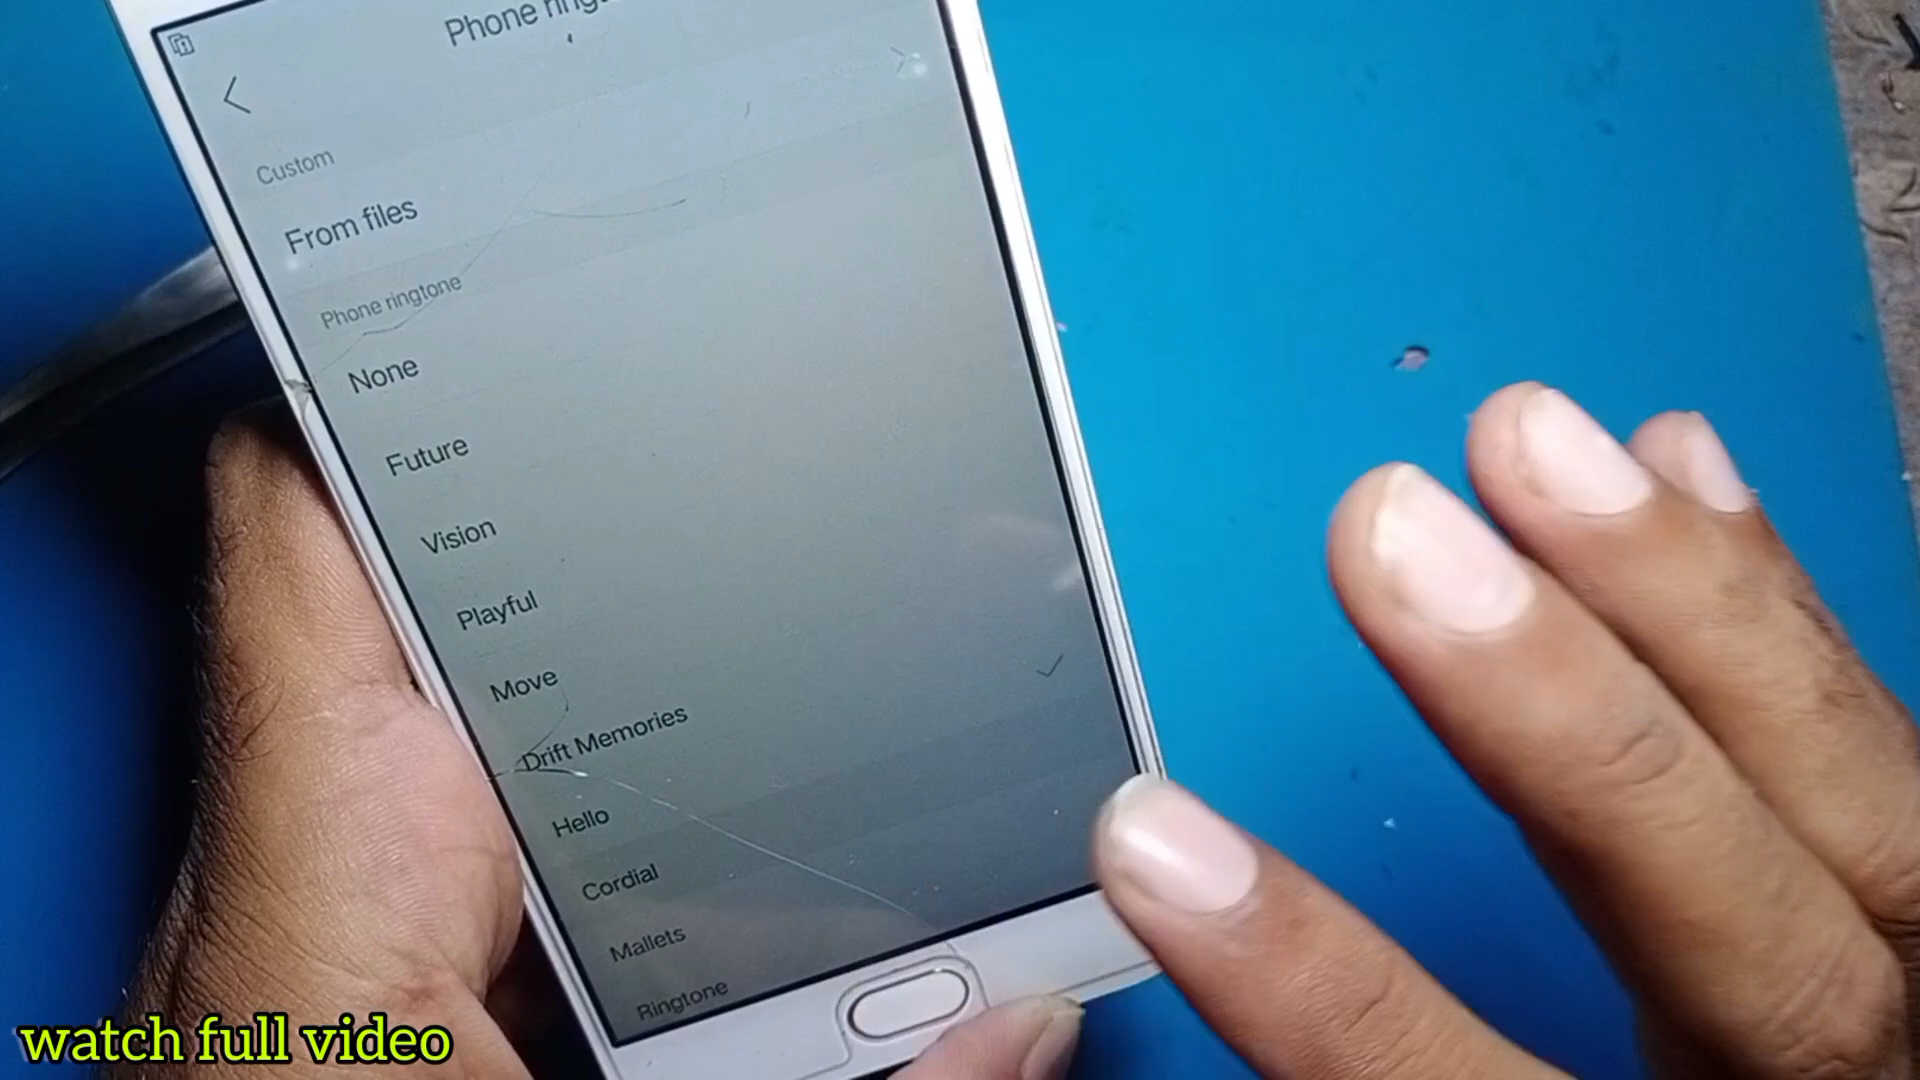 Phone
Custom
From files
Phone ringtone
None
Future
Vision
Playful
Move
Drift Memories
Hello
Cordial
Mallets
Ringtone
watch full video